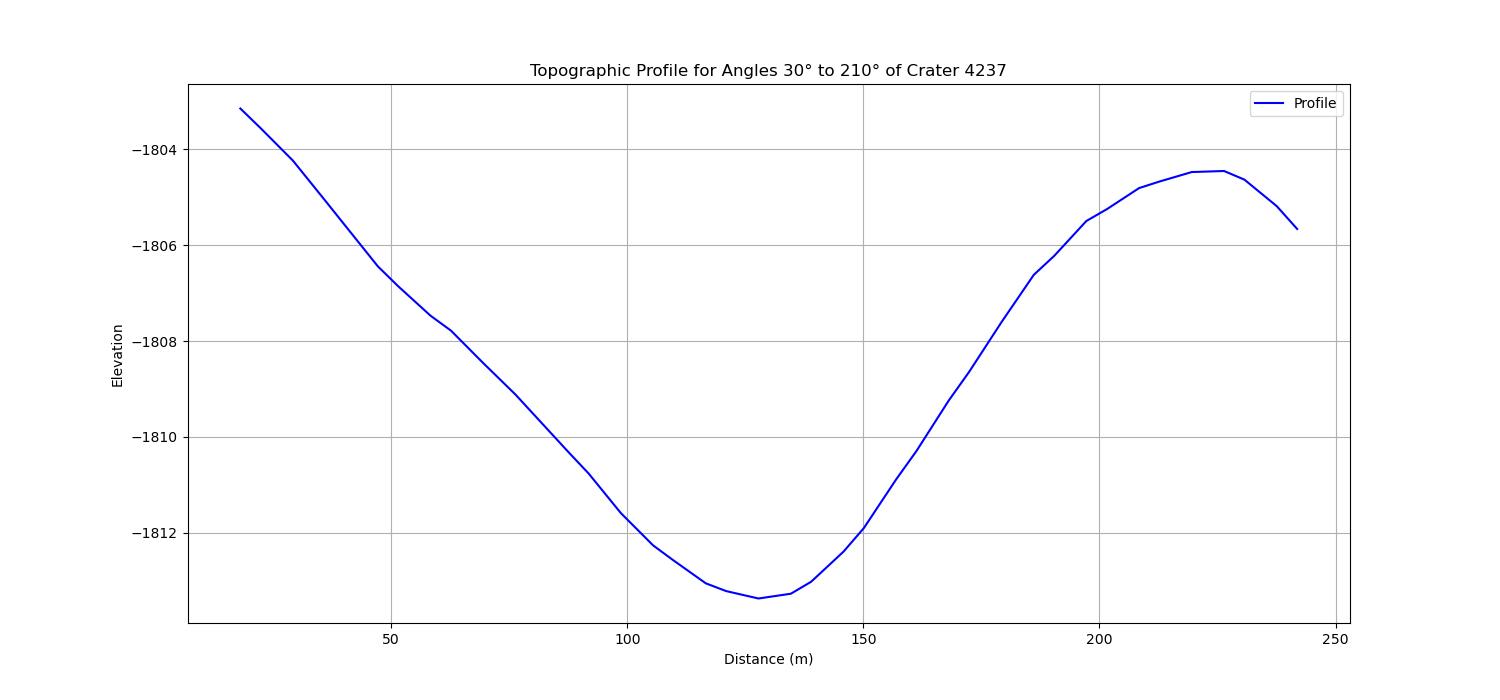 Topographic Profile for Angles 30° to 210° of Crater 4237
Profile
−1804
−1806
−1808
−1810
−1812
Elevation
50
100
150
200
250
Distance (m)